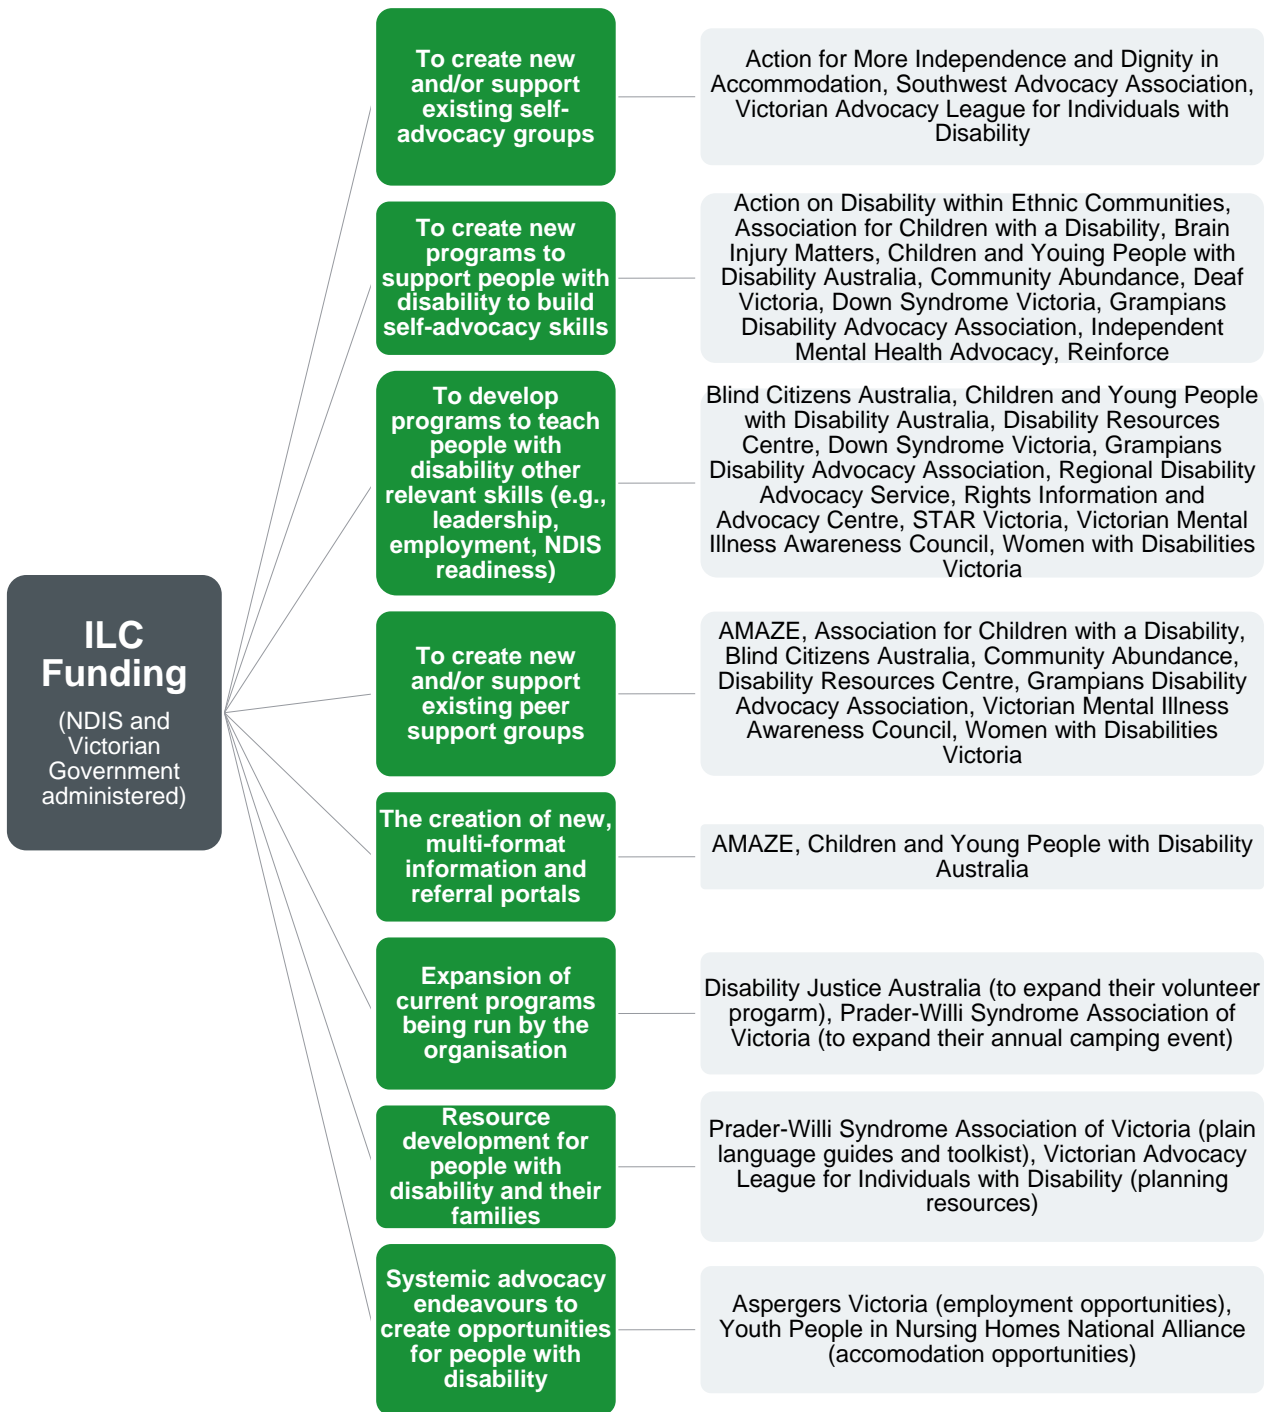 ILC
Funding
(NDIS and
Victorian
Government
administered)
To create new
and/or support
existing self-
advocacy groups
Action for More Independence and Dignity in
Accommodation, Southwest Advocacy Association,
Victorian Advocacy League for Individuals with
Disability
To create new
programs to
support people with
disability to build
self-advocacy skills
Action on Disability within Ethnic Communities,
Association for Children with a Disability, Brain
Injury Matters, Children and Youing People with
Disability Australia, Community Abundance, Deaf
Victoria, Down Syndrome Victoria, Grampians
Disability Advocacy Association, Independent
Mental Health Advocacy, Reinforce
To develop
programs to teach
people with
disability other
relevant skills (e.g.,
leadership,
employment, NDIS
readiness)
Blind Citizens Australia, Children and Young People
with Disability Australia, Disability Resources
Centre, Down Syndrome Victoria, Grampians
Disability Advocacy Association, Regional Disability
Advocacy Service, Rights Information and
Advocacy Centre, STAR Victoria, Victorian Mental
Illness Awareness Council, Women with Disabilities
Victoria
To create new
and/or support
existing peer
support groups
AMAZE, Association for Children with a Disability,
Blind Citizens Australia, Community Abundance,
Disability Resources Centre, Grampians Disability
Advocacy Association, Victorian Mental Illness
Awareness Council, Women with Disabilities
Victoria
The creation of new,
multi-format
information and
referral portals
AMAZE, Children and Young People with Disability
Australia
Expansion of
current programs
being run by the
organisation
Disability Justice Australia (to expand their volunteer
progarm), Prader-Willi Syndrome Association of
Victoria (to expand their annual camping event)
Resource
development for
people with
disability and their
families
Prader-Willi Syndrome Association of Victoria (plain
language guides and toolkist), Victorian Advocacy
League for Individuals with Disability (planning
resources)
Systemic advocacy
endeavours to
create opportunities
for people with
disability
Aspergers Victoria (employment opportunities),
Youth People in Nursing Homes National Alliance
(accomodation opportunities)